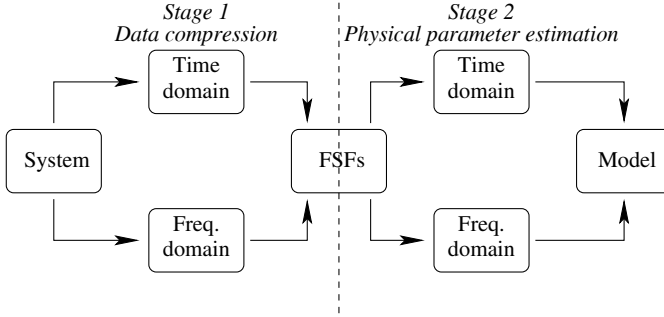 Stage 1
Data compression
Stage 2
Physical parameter estimation
Time
domain
Time
domain
System
FSFs
Model
Freq.
domain
Freq.
domain